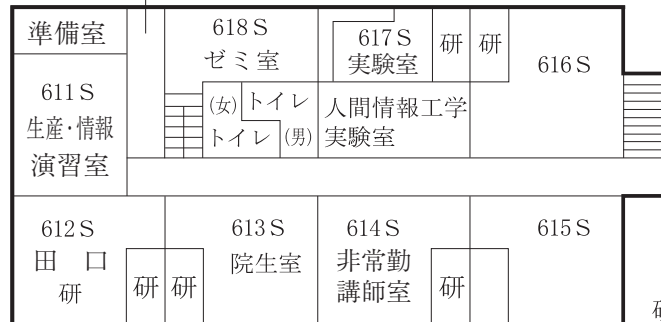 準備室
611S
生産・情報
演習室
618S
ゼミ室
(女)トイレ
トイレ(男)
617S
実験室
研
研
人間情報工学
実験室
616S
612S
田 口
研
研
研
613S
院生室
614S
非常勤
講師室
研
615S